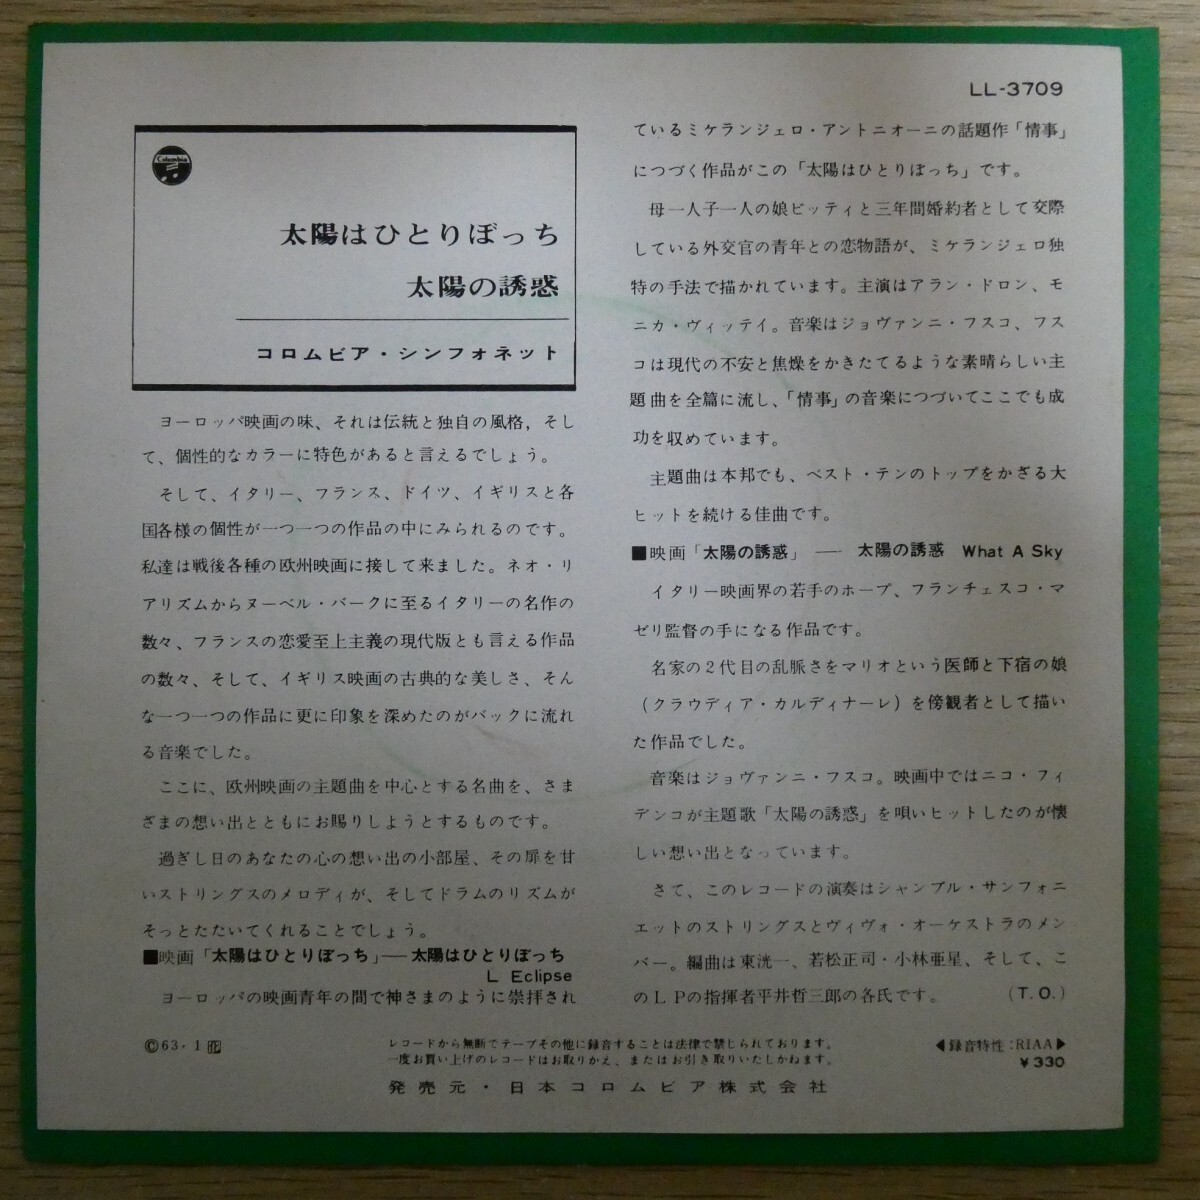 LL-3709
Columbia
太陽はひとりぼっち
太陽の誘惑
コロムビア・シンフォネット
ヨーロッパ映画の味、それは伝統と独自の風格，そし
て、個性的なカラーに特色があると言えるでしょう。
そして、イタリー、フランス、ドイツ、イギリスと各
国各様の個性が一つ一つの作品の中にみられるのです。
私達は戦後各種の欧州映画に接して来ました。ネオ・リ
アリズムからヌーベル・バークに至るイタリーの名作の
数々、フランスの恋愛至上主義の現代版とも言える作品
の数々、そして、イギリス映画の古典的な美しさ、そん
な一つ一つの作品に更に印象を深めたのがバックに流れ
る音楽でした。
ここに、欧州映画の主題曲を中心とする名曲を、さま
ざまの想い出とともにお賜りしようとするものです。
過ぎし日のあなたの心の想い出の小部屋、その扉を甘
いストリングスのメロディが、そしてドラムのリズムが
そっとたたいてくれることでしょう。
■映画「太陽はひとりぼっち」—太陽はひとりぼっち
L Eclipse
ヨーロッパの映画青年の間で神さまのように崇拝され
ているミケランジェロ・アントニオーニの話題作「情事」
につづく作品がこの「太陽はひとりぼっち」です。
母一人子一人の娘ビッティと三年間婚約者として交際
している外交官の青年との恋物語が、ミケランジェロ独
特の手法で描かれています。主演はアラン・ドロン、モ
ニカ・ヴィッテイ。音楽はジョヴァンニ・フスコ、フス
コは現代の不安と焦燥をかきたてるような素晴らしい主
題曲を全篇に流し、「情事」の音楽につづいてここでも成
功を収めています。
主題曲は本邦でも、ベスト・テンのトップをかざる大
ヒットを続ける佳曲です。
■映画「太陽の誘惑」— 太陽の誘惑 What A Sky
イタリー映画界の若手のホープ、フランチェスコ・マ
ゼリ監督の手になる作品です。
名家の２代目の乱脈さをマリオという医師と下宿の娘
（クラウディア・カルディナーレ）を傍観者として描い
た作品でした。
音楽はジョヴァンニ・フスコ。映画中ではニコ・フィ
デンコが主題歌「太陽の誘惑」を唄いヒットしたのが懐
しい想い出となっています。
さて、このレコードの演奏はシャンブル・サンフォニ
エットのストリングスとヴィヴォ・オーケストラのメン
バー。編曲は東洸一、若松正司・小林亜星、そして、こ
のＬＰの指揮者平井哲三郎の各氏です。 （T.O.）
©63・1
レコードから無断でテープその他に録音することは法律で禁じられております。
一度お買い上げのレコードはお取りかえ、またはお引き取りいたしかねます。
◀録音特性：RIAA▶
￥330
発売元・日本コロムビア株式会社